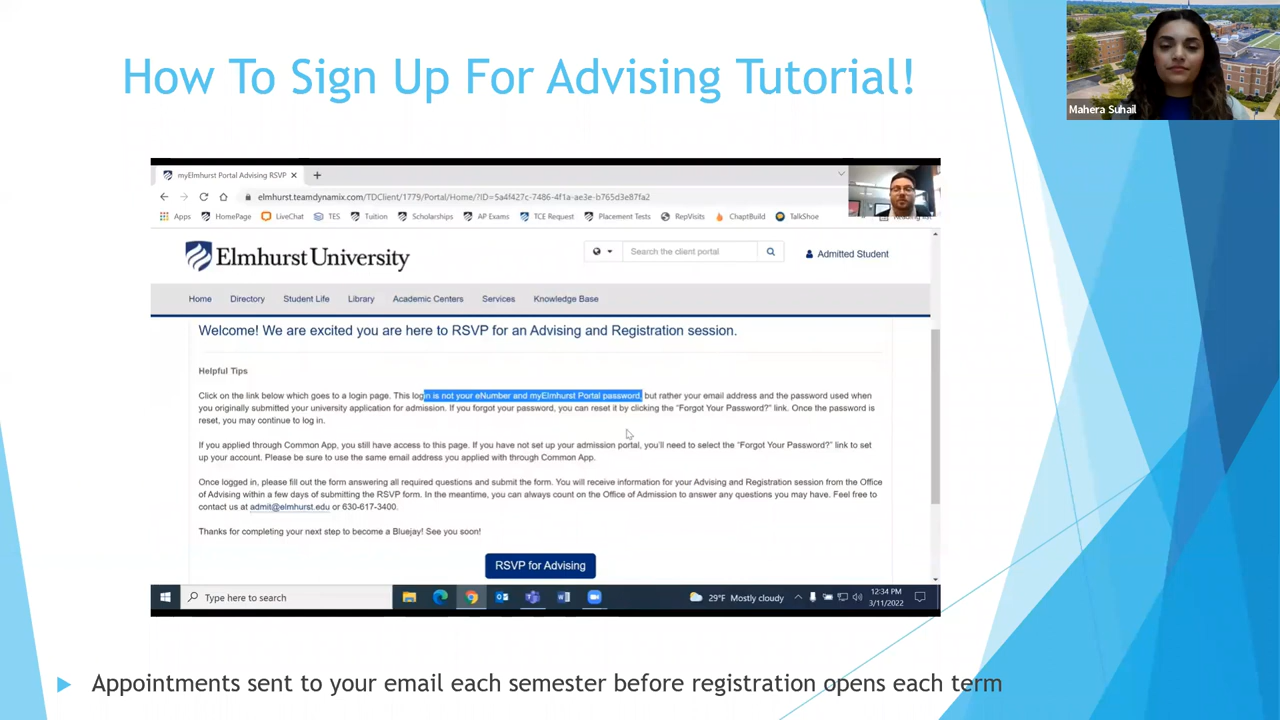 How To Sign Up For Advising Tutorial!
Mahera Suhail
myElmhurst Portal Advising RSVP
elmhurst.teamdynamix.com/TDClient/1779/Portal/Home/?ID=5a4f427c-7486-4f1a-ae3e-b765d3e87fa2
Apps HomePage LiveChat TES Tuition Scholarships AP Exams TCE Request Placement Tests RepVisits ChaptBuild TalkShoe
Elmhurst University
Search the client portal
Admitted Student
Home Directory Student Life Library Academic Centers Services Knowledge Base
Welcome! We are excited you are here to RSVP for an Advising and Registration session.
Helpful Tips
Click on the link below which goes to a login page. This login is not your eNumber and myElmhurst Portal password, but rather your email address and the password used when
you originally submitted your university application for admission. If you forgot your password, you can reset it by clicking the "Forgot Your Password?" link. Once the password is
reset, you may continue to log in.
If you applied through Common App, you still have access to this page. If you have not set up your admission portal, you'll need to select the "Forgot Your Password?" link to set
up your account. Please be sure to use the same email address you applied with through Common App.
Once logged in, please fill out the form answering all required questions and submit the form. You will receive information for your Advising and Registration session from the Office
of Advising within a few days of submitting the RSVP form. In the meantime, you can always count on the Office of Admission to answer any questions you may have. Feel free to
contact us at admit@elmhurst.edu or 630-617-3400.
Thanks for completing your next step to become a Bluejay! See you soon!
RSVP for Advising
Type here to search
29°F Mostly cloudy
12:34 PM
3/11/2022
Appointments sent to your email each semester before registration opens each term